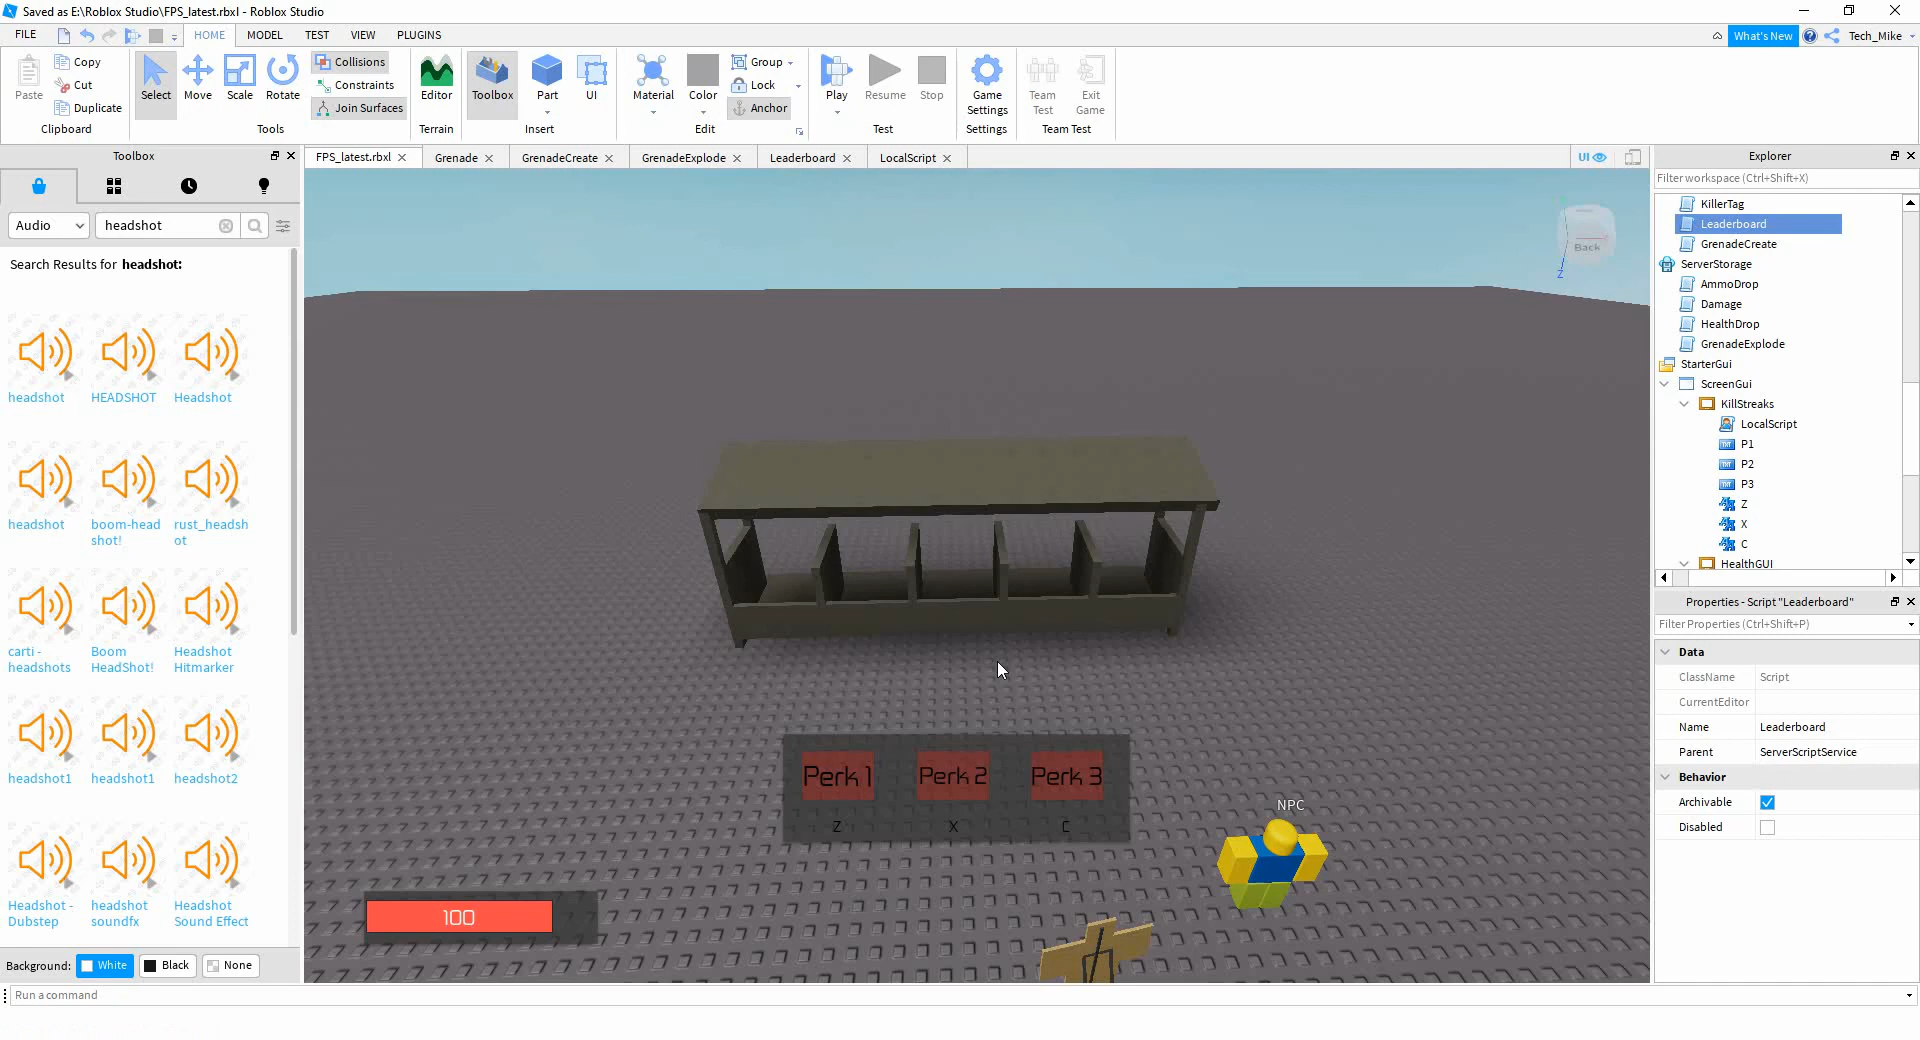 Saved as E:\Roblox Studio\FPS_latest.rbxl - Roblox Studio
FILE HOME MODEL TEST VIEW PLUGINS What's New Tech_Mike
Paste Copy Cut Duplicate
Clipboard
Select Move Scale Rotate
Collisions
Constraints
Join Surfaces
Tools
Editor
Terrain
Toolbox Part UI
Insert
Material Color Group Lock Anchor
Edit
Play Resume Stop
Test
Game Settings
Settings
Team Test Exit Game
Team Test
Toolbox
FPS_latest.rbxl Grenade GrenadeCreate GrenadeExplode Leaderboard LocalScript
UI
Audio headshot
Search Results for headshot:
headshot HEADSHOT Headshot
headshot boom-head shot! rust_headsh ot
carti - headshots Boom HeadShot! Headshot Hitmarker
headshot1 headshot1 headshot2
Headshot - Dubstep headshot soundfx Headshot Sound Effect
Background: White Black None
Back
Z
Perk 1 Perk 2 Perk 3
Z X C
NPC
100
Explorer
Filter workspace (Ctrl+Shift+X)
KillerTag
Leaderboard
GrenadeCreate
ServerStorage
AmmoDrop
Damage
HealthDrop
GrenadeExplode
StarterGui
ScreenGui
KillStreaks
LocalScript
P1
P2
P3
Z
X
C
HealthGUI
Properties - Script "Leaderboard"
Filter Properties (Ctrl+Shift+P)
Data
ClassName Script
CurrentEditor
Name Leaderboard
Parent ServerScriptService
Behavior
Archivable
Disabled
Run a command